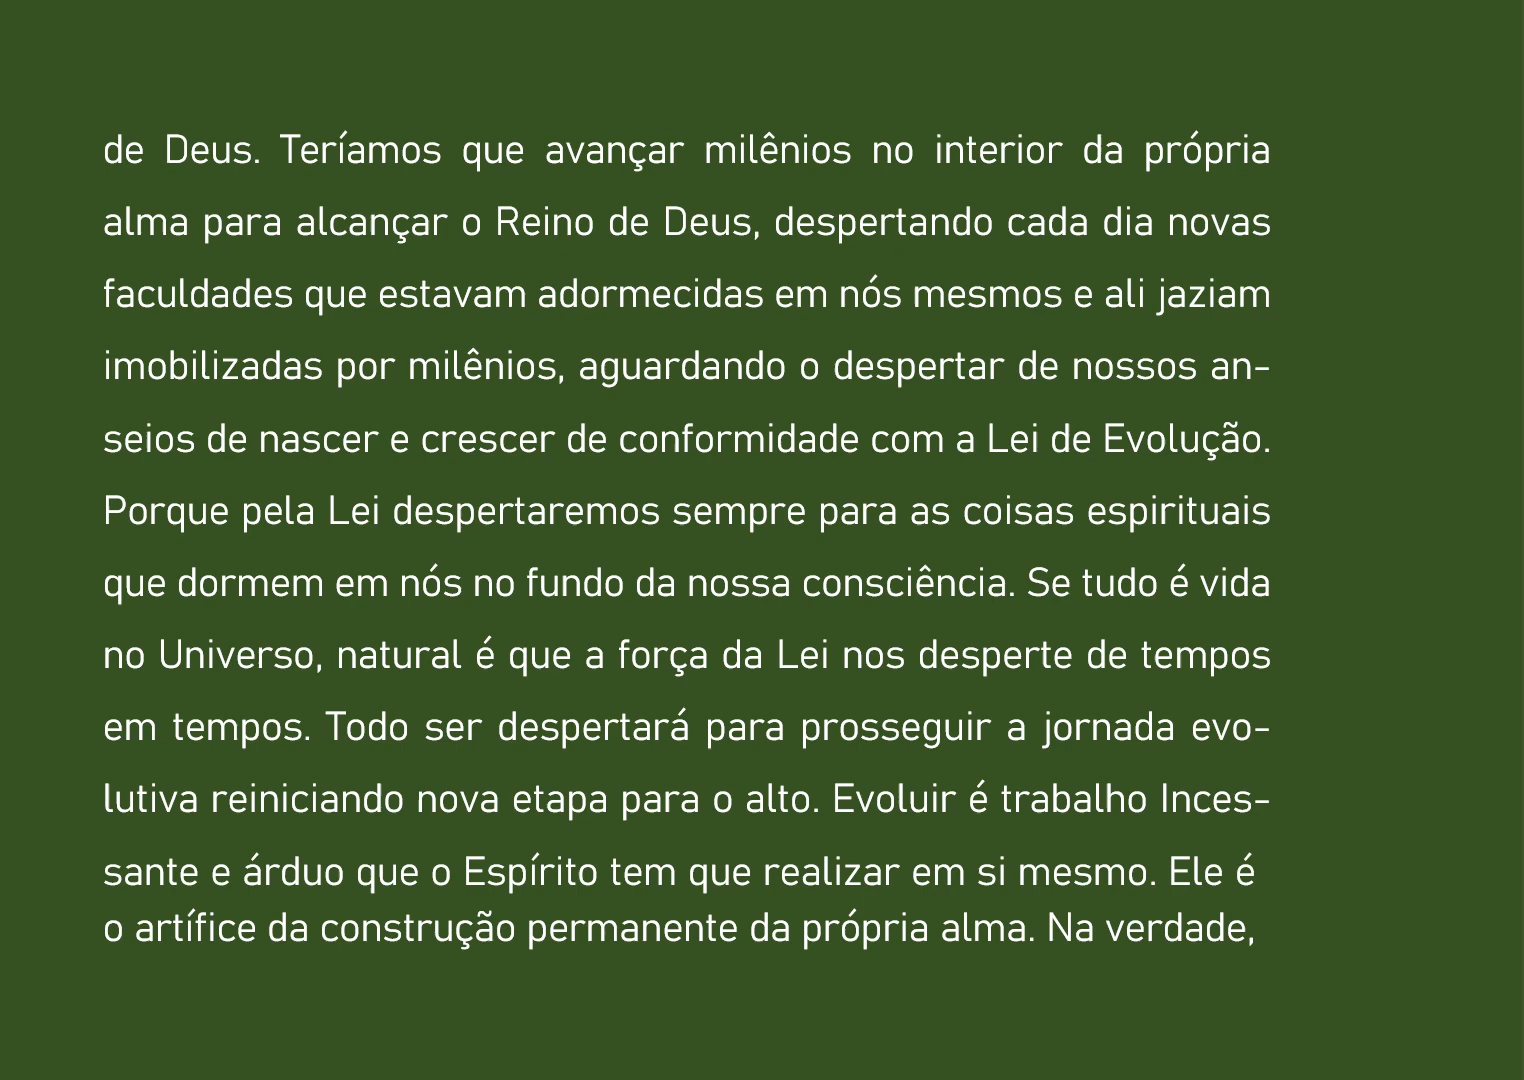 de Deus. Teríamos que avançar milênios no interior da própria
alma para alcançar o Reino de Deus, despertando cada dia novas
faculdades que estavam adormecidas em nós mesmos e ali jaziam
imobilizadas por milênios, aguardando o despertar de nossos an-
seios de nascer e crescer de conformidade com a Lei de Evolução.
Porque pela Lei despertaremos sempre para as coisas espirituais
que dormem em nós no fundo da nossa consciência. Se tudo é vida
no Universo, natural é que a força da Lei nos desperte de tempos
em tempos. Todo ser despertará para prosseguir a jornada evo-
lutiva reiniciando nova etapa para o alto. Evoluir é trabalho Inces-
sante e árduo que o Espírito tem que realizar em si mesmo. Ele é
o artífice da construção permanente da própria alma. Na verdade,